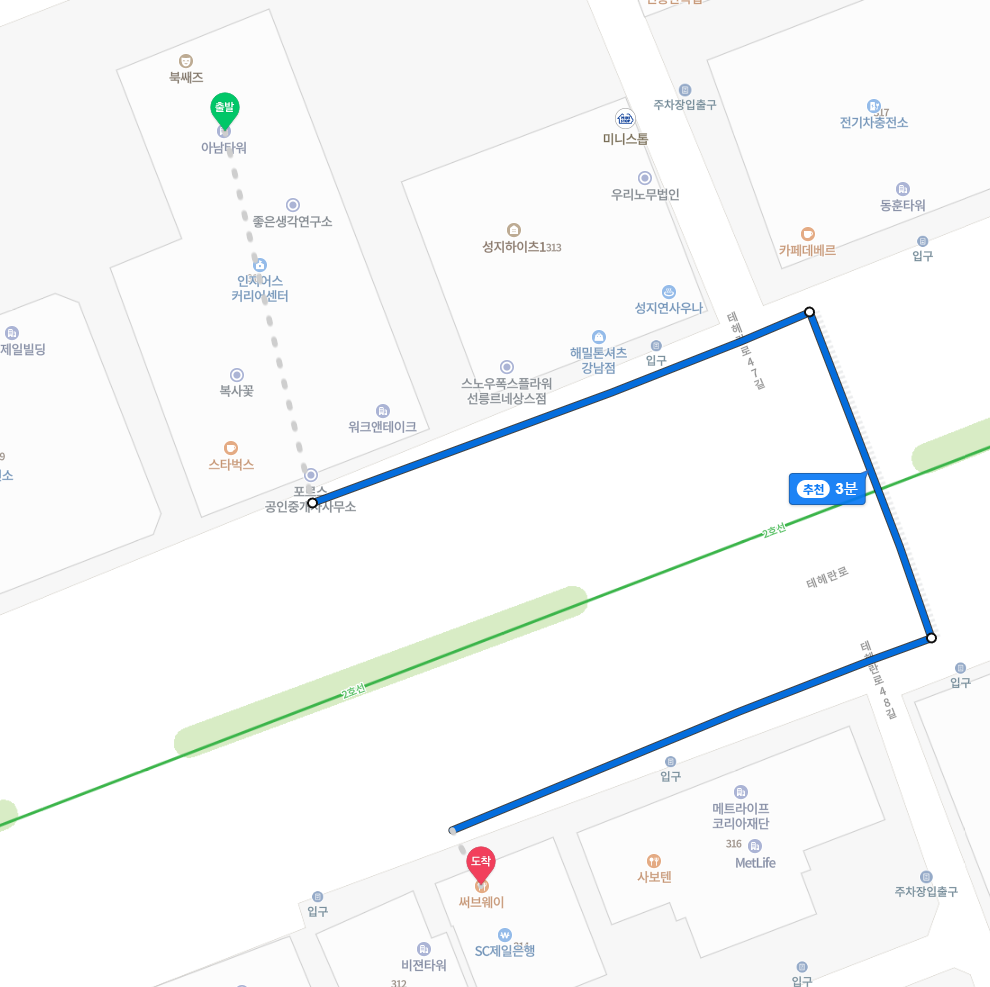 북쌔즈
출발
아남타워
좋은생각연구소
인지어스
커리어센터
제일빌딩
복사꽃
워크앤테이크
스타벅스
포르스
공인중개사사무소
주차장입출구
317
전기차충전소
미니스톱
우리노무법인
동훈타워
성지하이츠1
313
카페데베르
입구
성지연사우나
해밀톤셔츠
강남점
입구
스노우폭스플라워
선릉르네상스점
테헤란로47길
추천 3분
2호선
테헤란로
2호선
테헤란로48길
입구
입구
메트라이프
코리아재단
316
MetLife
사보텐
주차장입출구
도착
써브웨이
입구
SC제일은행
비젼타워
312
입구